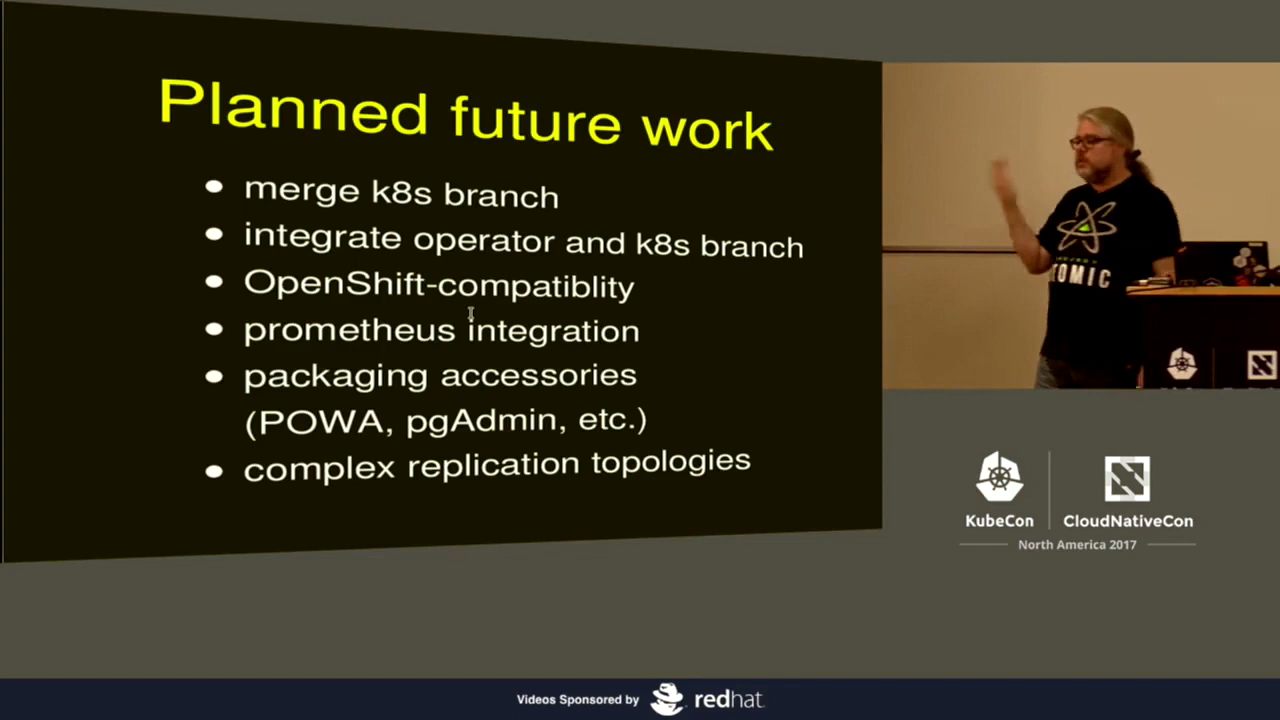 Planned future work
merge k8s branch
integrate operator and k8s branch
OpenShift-compatiblity
prometheus integration
packaging accessories
(POWA, pgAdmin, etc.)
complex replication topologies
KubeCon
CloudNativeCon
North America 2017
Videos Sponsored by redhat.